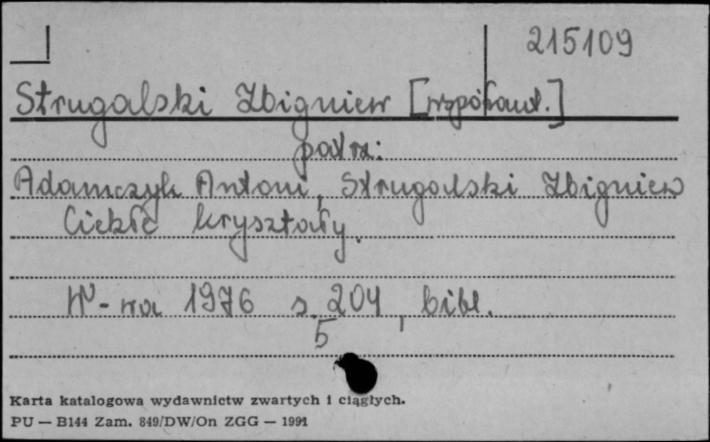 215109
Strugalski Zbigniew [współaut.]
patrz:
Adamczyk Antoni, Strugalski Zbigniew
Ciekłe kryształy.
W-wa 1976 s. 204, bibl.
5
Karta katalogowa wydawnictw zwartych i ciągłych.
PU — B144 Zam. 849/DW/On ZGG — 1991